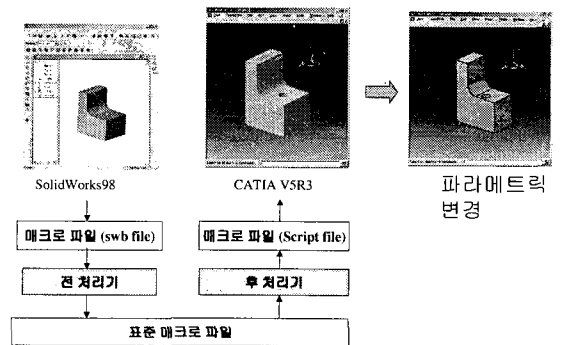 SolidWorks98
CATIA V5R3
파라메트릭
변경
매크로 파일 (swb file)
매크로 파일 (Script file)
전 처리기
후 처리기
표준 매크로 파일